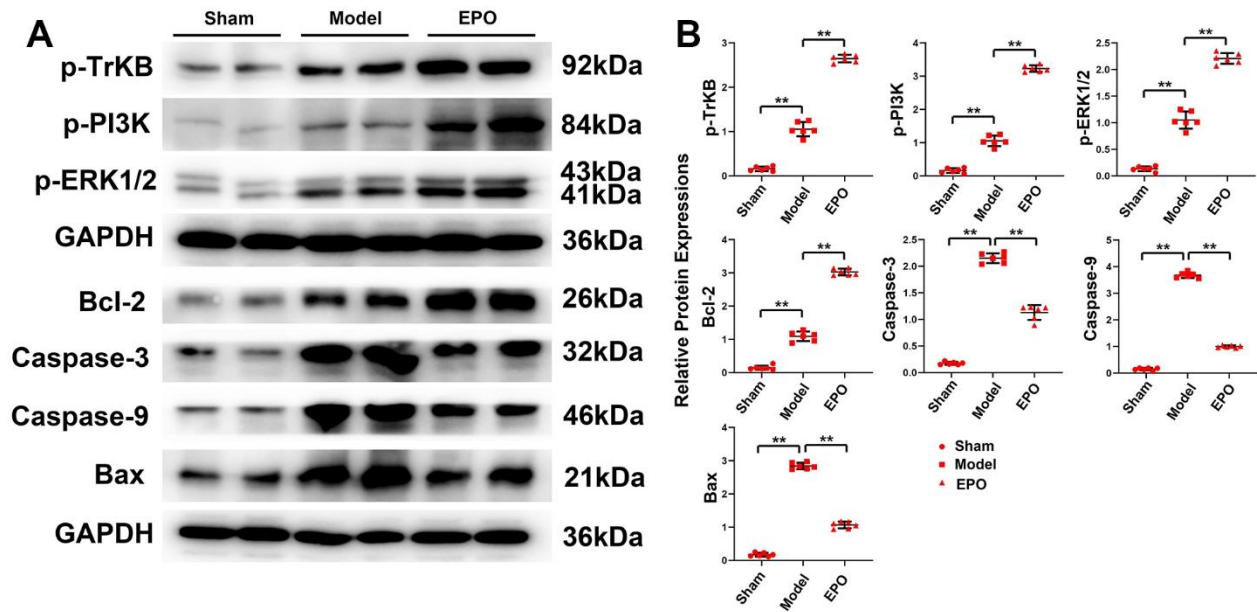 A
Sham Model EPO
p-TrKB 92kDa
p-PI3K 84kDa
p-ERK1/2 43kDa
41kDa
GAPDH 36kDa
Bcl-2 26kDa
Caspase-3 32kDa
Caspase-9 46kDa
Bax 21kDa
GAPDH 36kDa
B
Relative Protein Expressions
p-TrKB
3
2
1
0
** **
Sham Model EPO
p-PI3K
4
3
2
1
0
** **
Sham Model EPO
p-ERK1/2
2.5
2.0
1.5
1.0
0.5
0.0
** **
Sham Model EPO
Bcl-2
4
3
2
1
0
** **
Sham Model EPO
Caspase-3
2.5
2.0
1.5
1.0
0.5
0.0
** **
Sham Model EPO
Caspase-9
5
4
3
2
1
0
** **
Sham Model EPO
Bax
4
3
2
1
0
** **
Sham Model EPO
Sham
Model
EPO